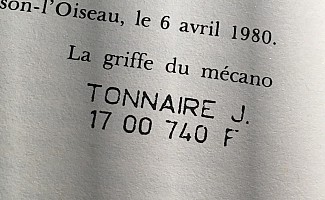 son-l'Oiseau, le 6 avril 1980.
La griffe du mécano
TONNAIRE J.
17 00 740 F